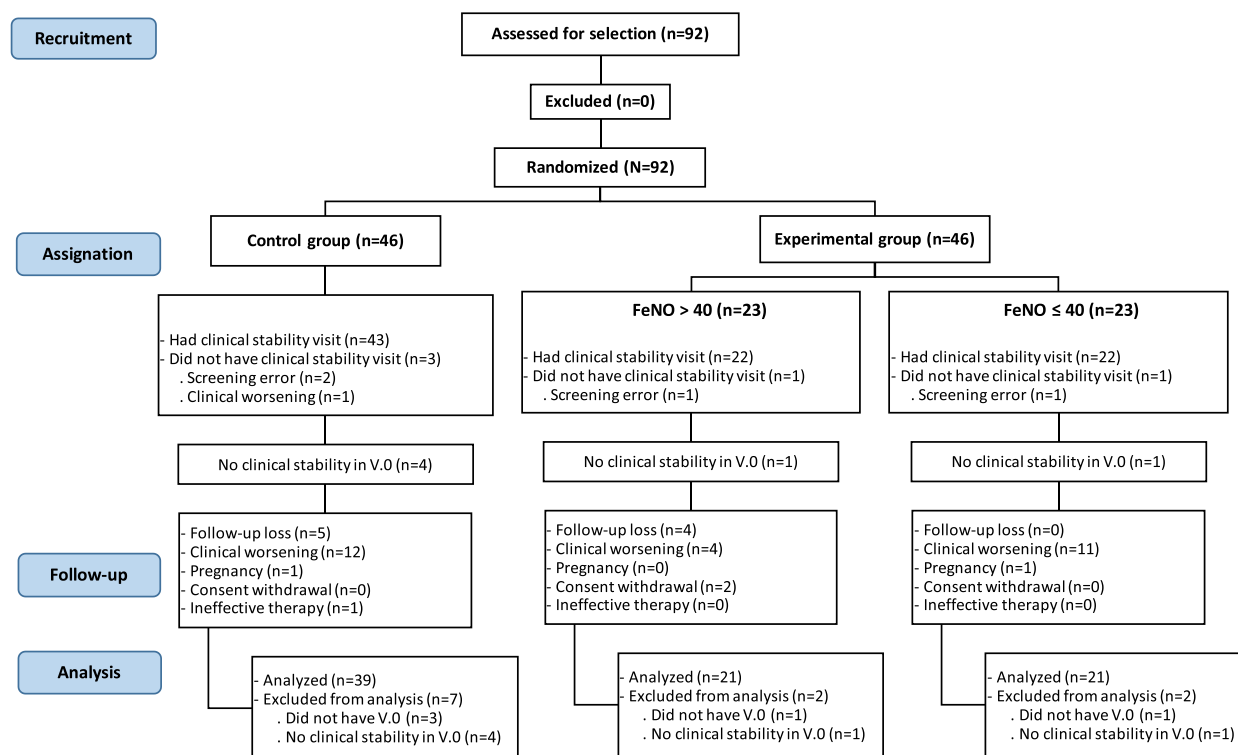 Recruitment
Assessed for selection (n=92)
Excluded (n=0)
Randomized (N=92)
Assignation
Control group (n=46)
Experimental group (n=46)
- Had clinical stability visit (n=43)
- Did not have clinical stability visit (n=3)
. Screening error (n=2)
. Clinical worsening (n=1)
FeNO > 40 (n=23)
- Had clinical stability visit (n=22)
- Did not have clinical stability visit (n=1)
. Screening error (n=1)
FeNO ≤ 40 (n=23)
- Had clinical stability visit (n=22)
- Did not have clinical stability visit (n=1)
. Screening error (n=1)
No clinical stability in V.0 (n=4)
No clinical stability in V.0 (n=1)
No clinical stability in V.0 (n=1)
Follow-up
- Follow-up loss (n=5)
- Clinical worsening (n=12)
- Pregnancy (n=1)
- Consent withdrawal (n=0)
- Ineffective therapy (n=1)
- Follow-up loss (n=4)
- Clinical worsening (n=4)
- Pregnancy (n=0)
- Consent withdrawal (n=2)
- Ineffective therapy (n=0)
- Follow-up loss (n=0)
- Clinical worsening (n=11)
- Pregnancy (n=1)
- Consent withdrawal (n=0)
- Ineffective therapy (n=0)
Analysis
- Analyzed (n=39)
- Excluded from analysis (n=7)
. Did not have V.0 (n=3)
. No clinical stability in V.0 (n=4)
- Analyzed (n=21)
- Excluded from analysis (n=2)
. Did not have V.0 (n=1)
. No clinical stability in V.0 (n=1)
- Analyzed (n=21)
- Excluded from analysis (n=2)
. Did not have V.0 (n=1)
. No clinical stability in V.0 (n=1)